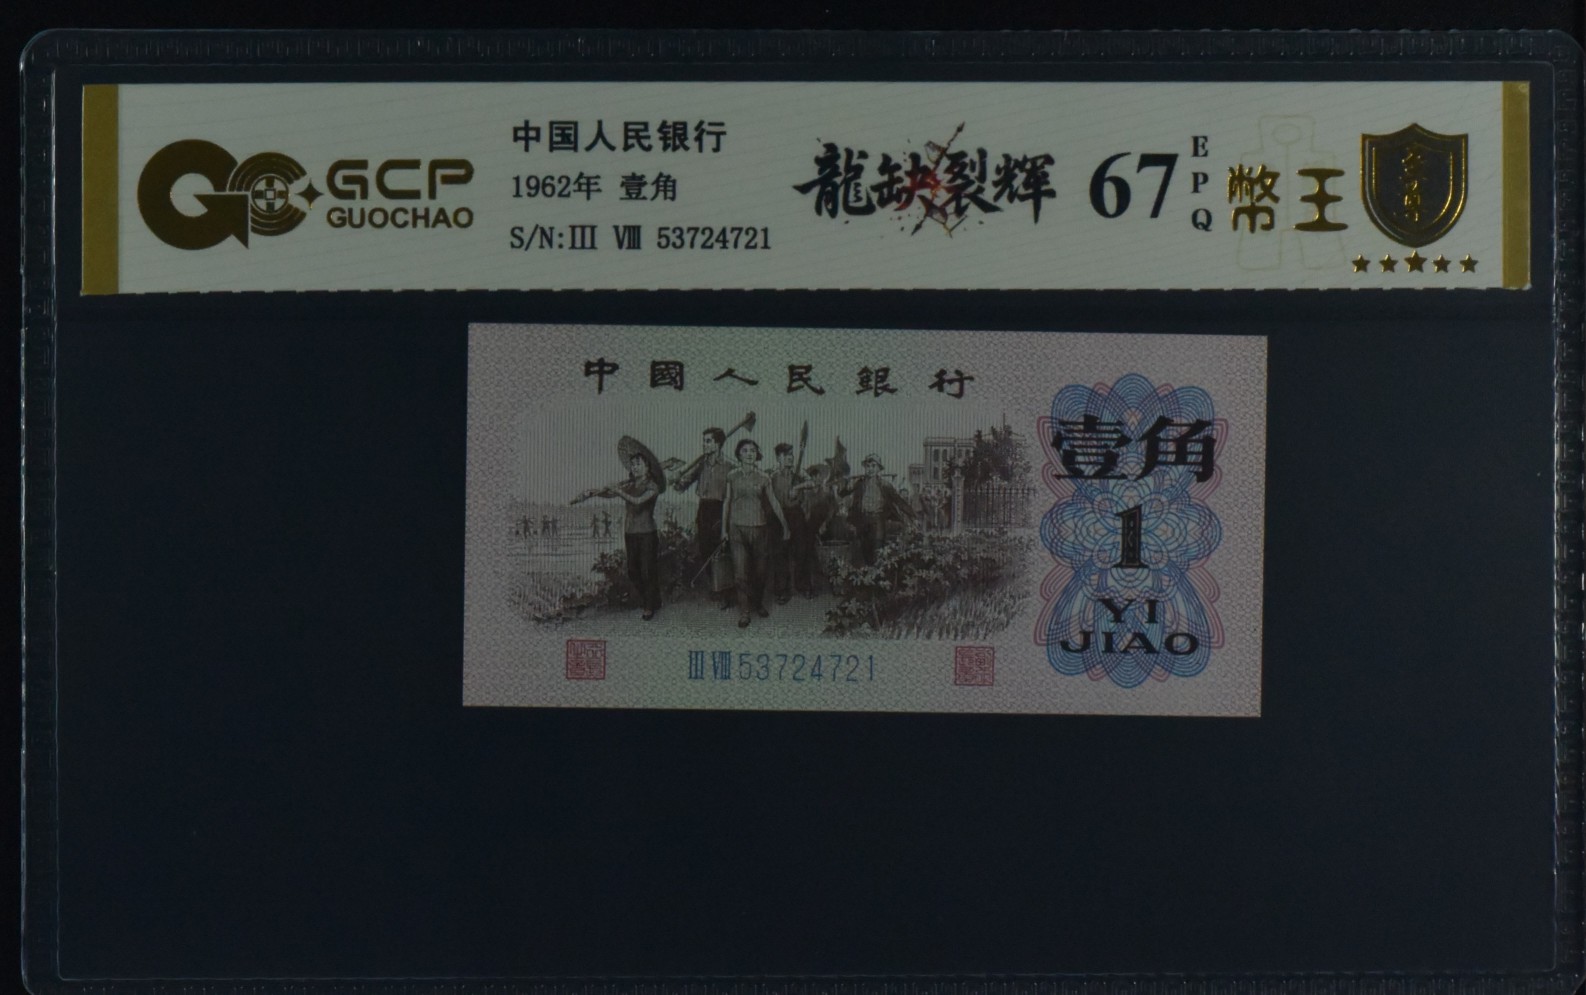 GCP
GUOCHAO
中国人民银行
1962年 壹角
S/N:Ⅲ Ⅷ 53724721
龍缺裂輝
67
EPQ
幣王
中國人民銀行
壹角
1
YI
JIAO
Ⅲ Ⅷ 53724721